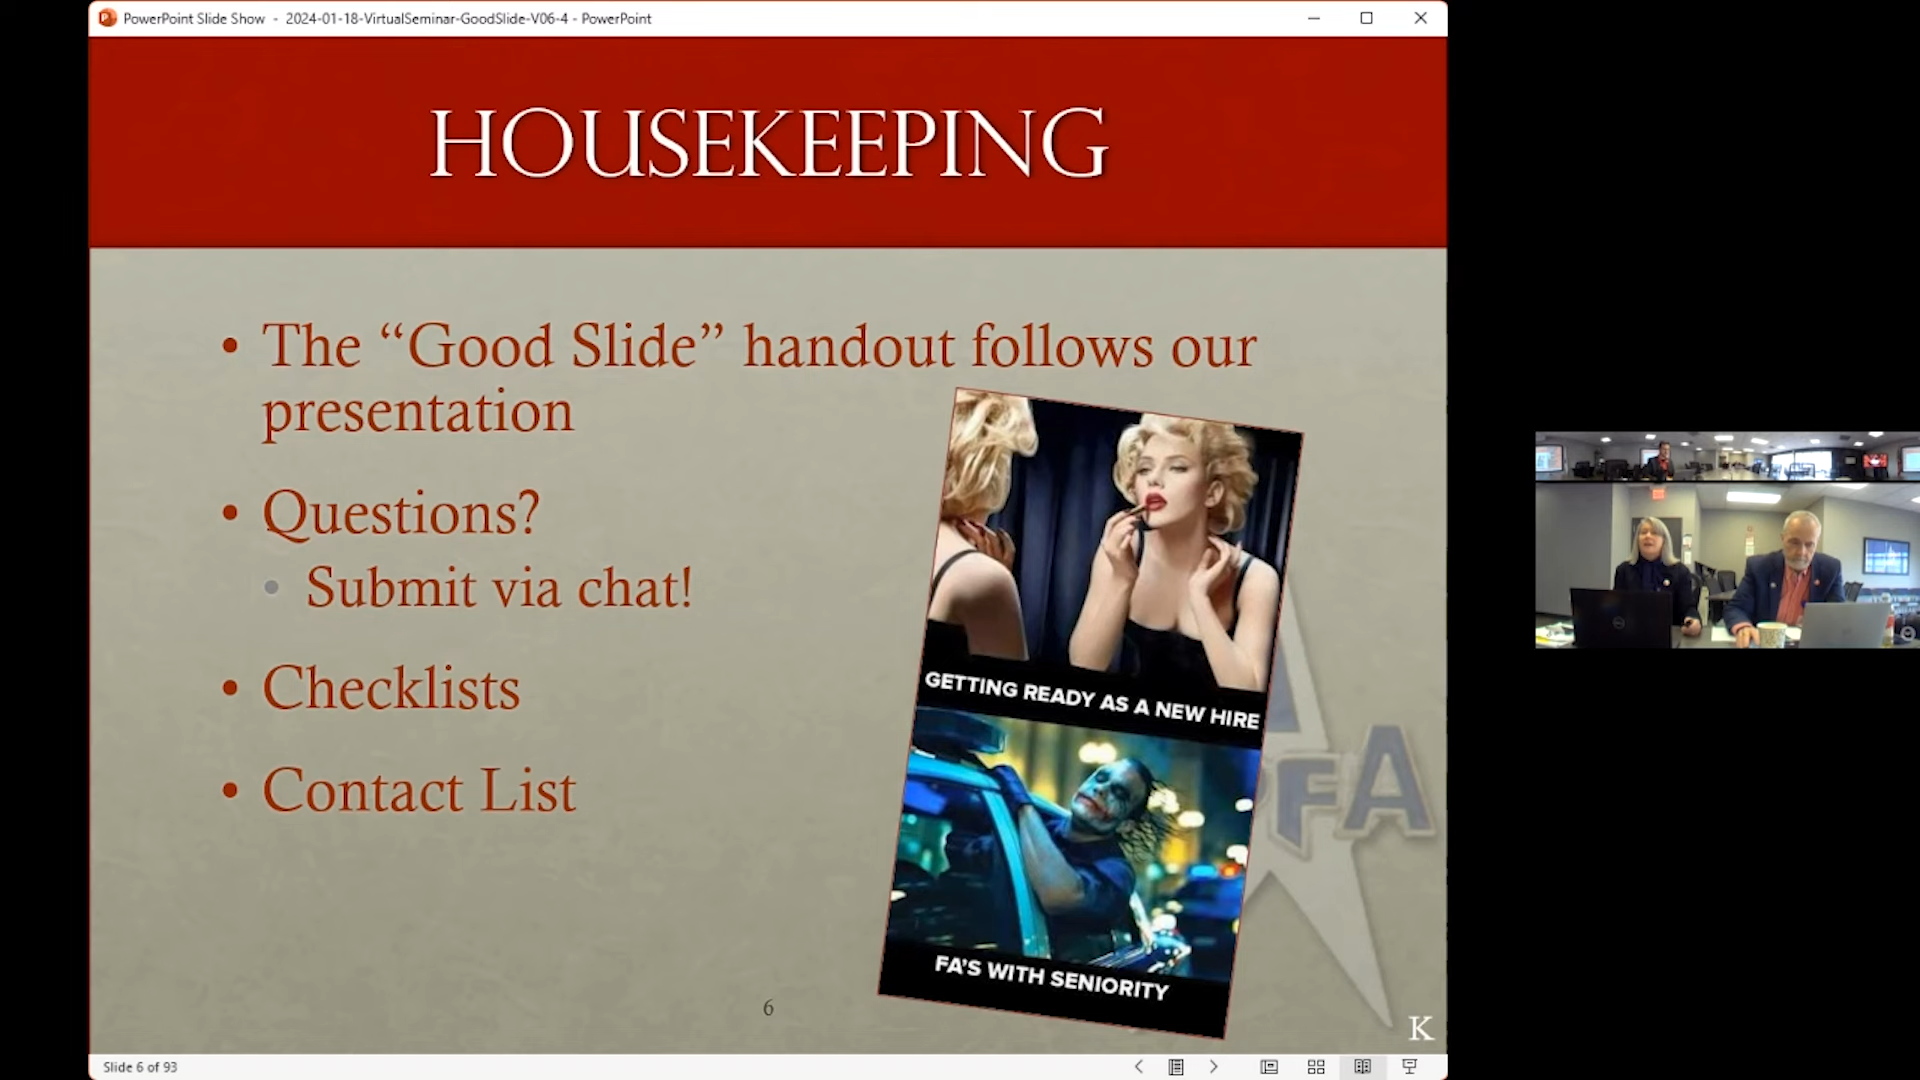 PowerPoint Slide Show - 2024-01-18-VirtualSeminar-GoodSlide-V06-4 - PowerPoint
HOUSEKEEPING
• The “Good Slide” handout follows our
presentation
• Questions?
• Submit via chat!
• Checklists
• Contact List
GETTING READY AS A NEW HIRE
FA'S WITH SENIORITY
PFA
6
K
Slide 6 of 93